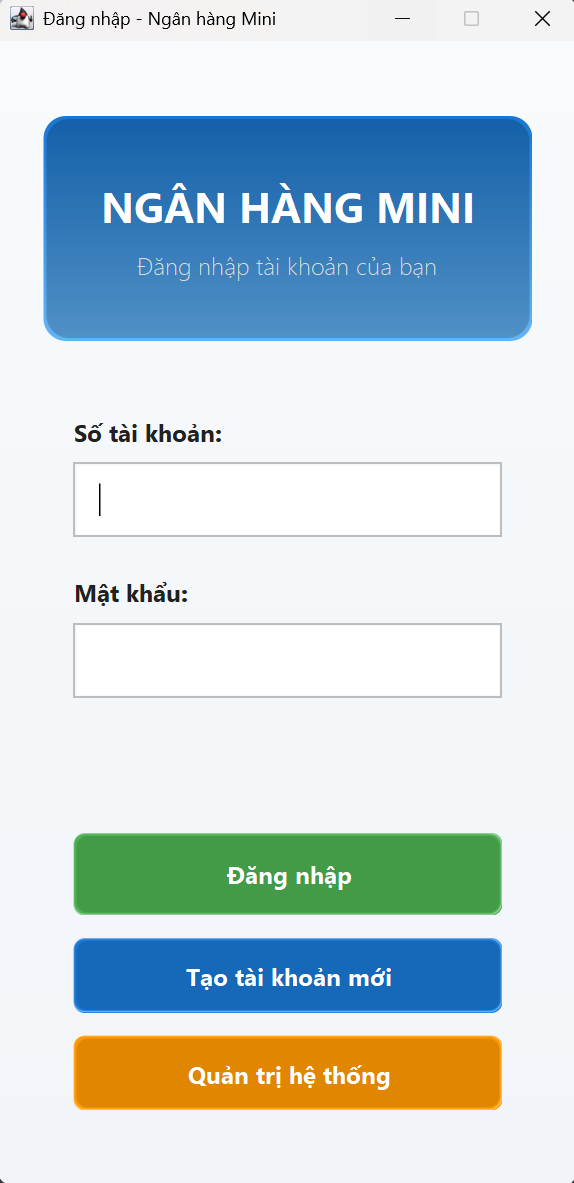 Đăng nhập - Ngân hàng Mini
NGÂN HÀNG MINI
Đăng nhập tài khoản của bạn
Số tài khoản:
Mật khẩu:
Đăng nhập
Tạo tài khoản mới
Quản trị hệ thống